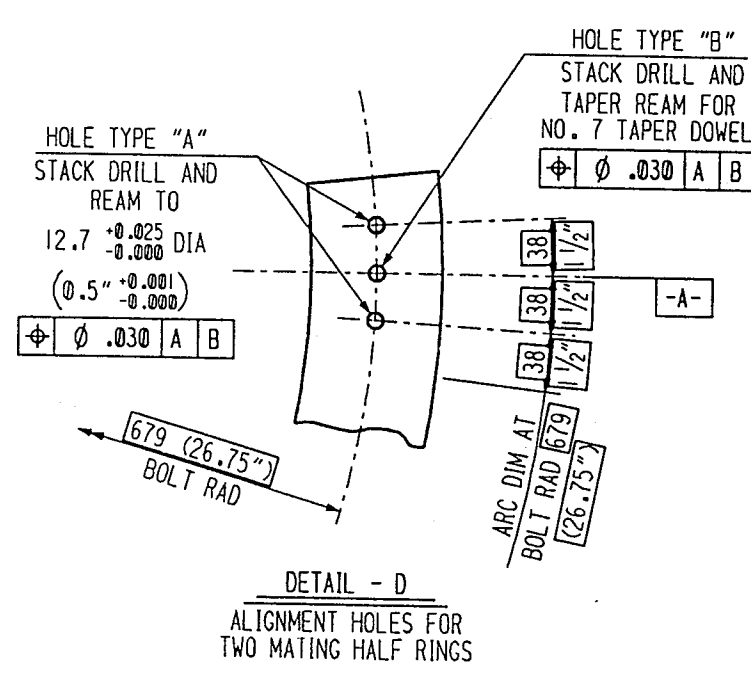 HOLE TYPE "B"
STACK DRILL AND
TAPER REAM FOR
NO. 7 TAPER DOWEL
⌖ Ø .030 A B
HOLE TYPE "A"
STACK DRILL AND
REAM TO
12.7 +0.025 -0.000 DIA
(0.5" +0.001 -0.000)
⌖ Ø .030 A B
38 1 1/2"
38 1 1/2"
38 1 1/2"
-A-
679 (26.75")
BOLT RAD
ARC DIM AT
BOLT RAD 679
(26.75")
DETAIL - D
ALIGNMENT HOLES FOR
TWO MATING HALF RINGS